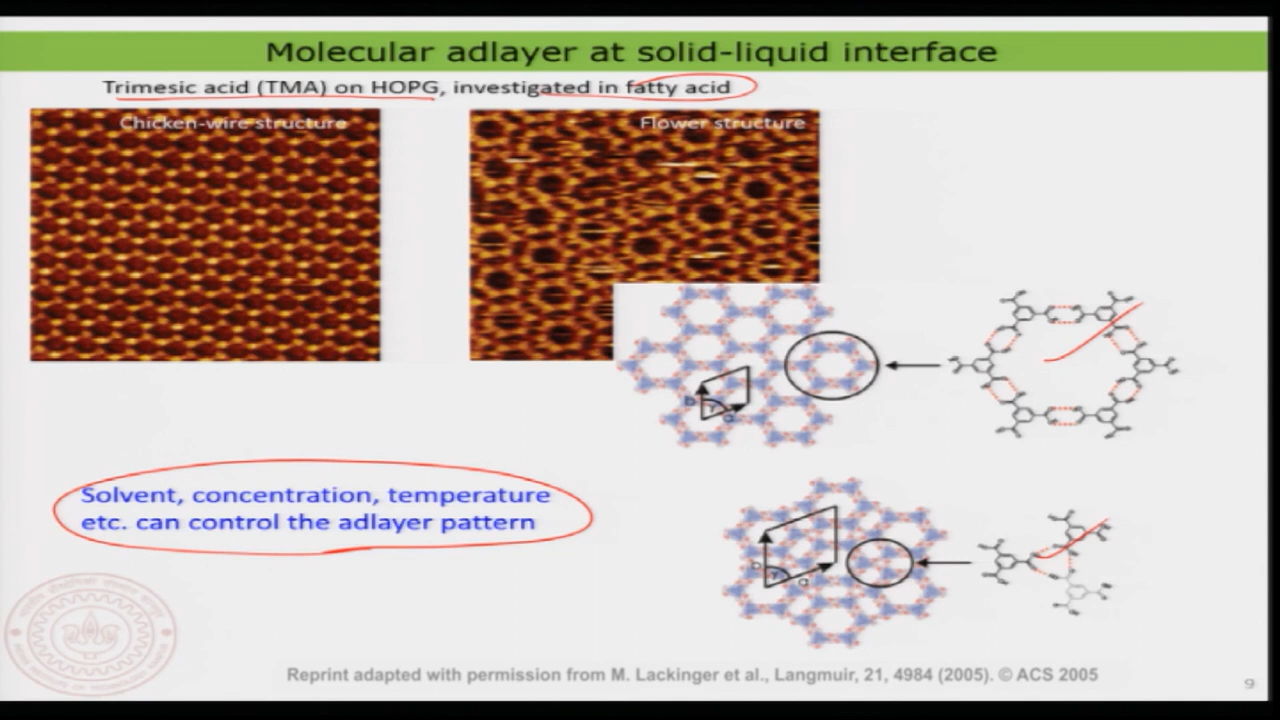 Molecular adlayer at solid-liquid interface
Trimesic acid (TMA) on HOPG, investigated in fatty acid
Chicken-wire structure
Flower structure
b
γ
a
Solvent, concentration, temperature
etc. can control the adlayer pattern
b
γ
a
Reprint adapted with permission from M. Lackinger et al., Langmuir, 21, 4984 (2005). © ACS 2005
9